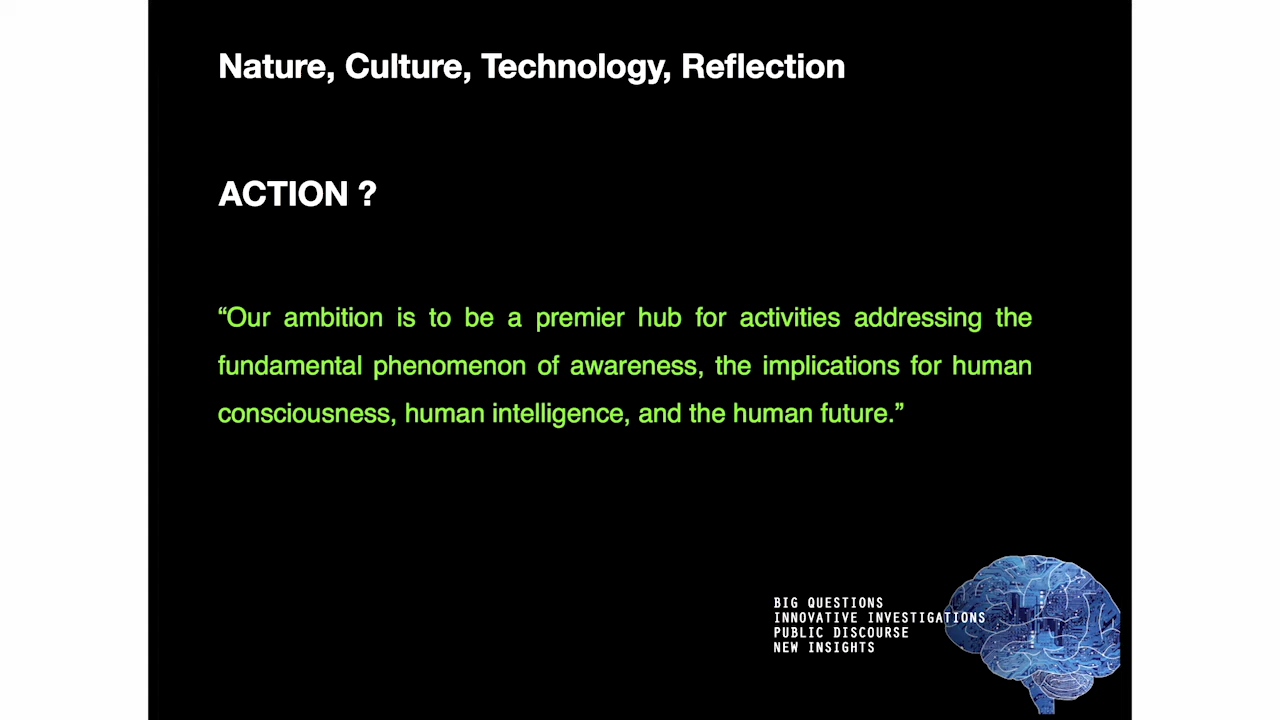 Nature, Culture, Technology, Reflection
ACTION ?
“Our ambition is to be a premier hub for activities addressing the
fundamental phenomenon of awareness, the implications for human
consciousness, human intelligence, and the human future.”
BIG QUESTIONS
INNOVATIVE INVESTIGATIONS
PUBLIC DISCOURSE
NEW INSIGHTS